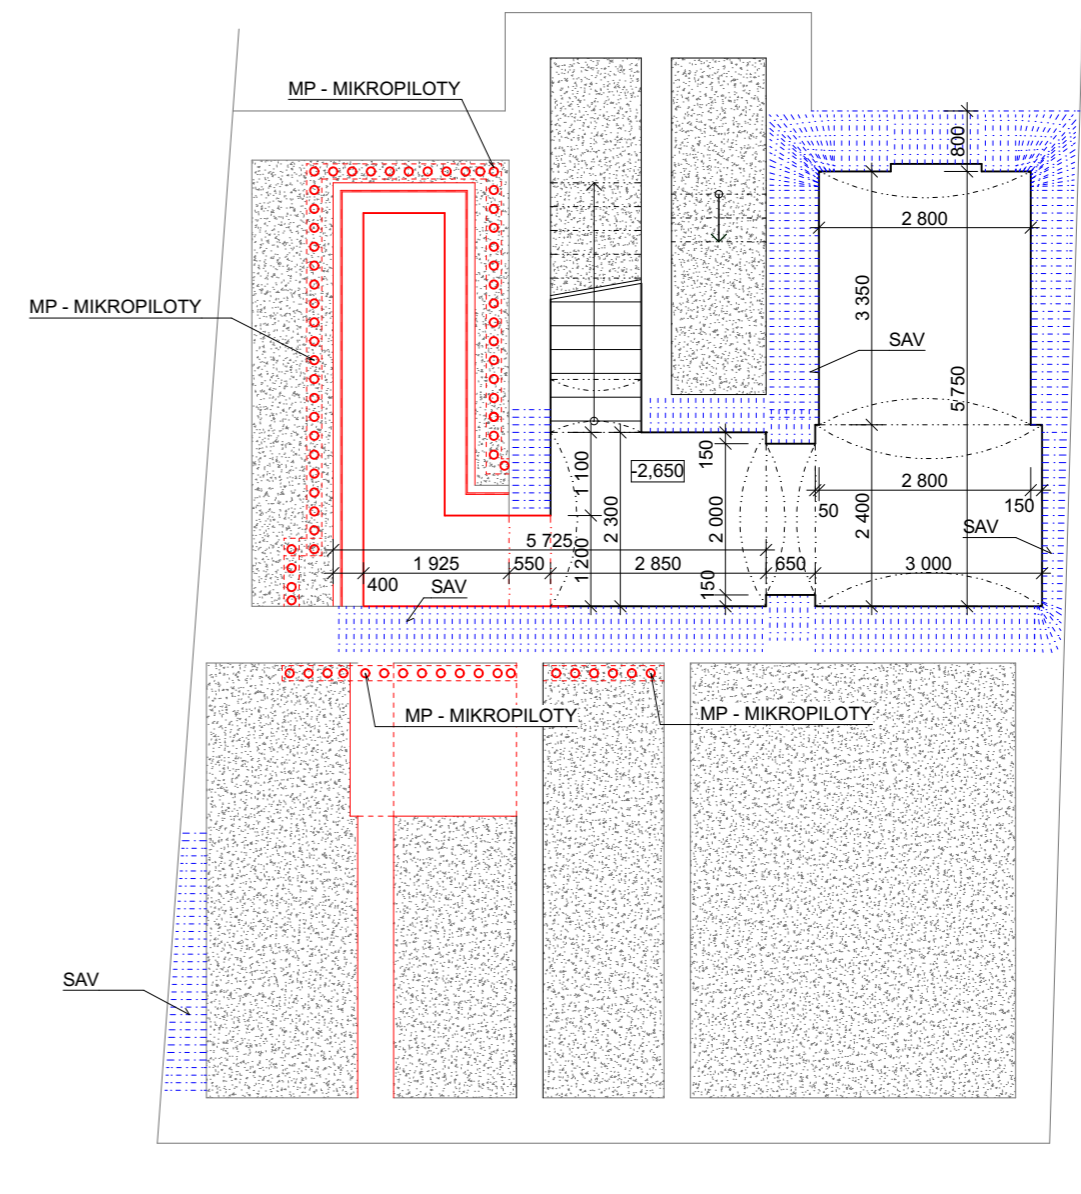 MP - MIKROPILOTY
800
2 800
MP - MIKROPILOTY
3 350
SAV
5 750
1 100
-2,650
150
2 300
2 000
2 800
50
2 400
150
SAV
5 725
1 200
1 925
550
2 850
650
3 000
400
SAV
150
MP - MIKROPILOTY
MP - MIKROPILOTY
SAV